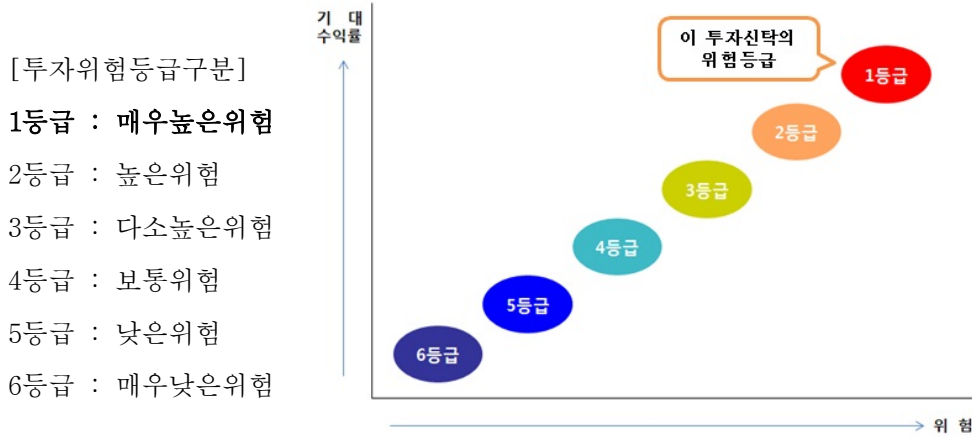 [투자위험등급구분]
1등급 : 매우높은위험
2등급 : 높은위험
3등급 : 다소높은위험
4등급 : 보통위험
5등급 : 낮은위험
6등급 : 매우낮은위험
기 대
수익률
이 투자신탁의
위험등급
1등급
2등급
3등급
4등급
5등급
6등급
위 험